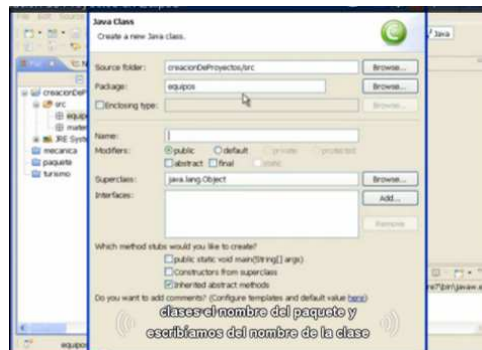 Java Class
Create a new Java class.
Java
Source folder:
creacionDeProyectos/src
Browse...
Package:
equipos
Browse...
Enclosing type:
Browse...
Name:
Modifiers:
public
default
private
protected
abstract
final
static
Superclass:
java.lang.Object
Browse...
Interfaces:
Add...
Remove
Which method stubs would you like to create?
public static void main(String[] args)
Constructors from superclass
Inherited abstract methods
Do you want to add comments? (Configure templates and default value here)
src
JRE Syst
mecanica
paquete
turismo
equipos
clases el nombre del paquete y
escribíamos del nombre de la clase